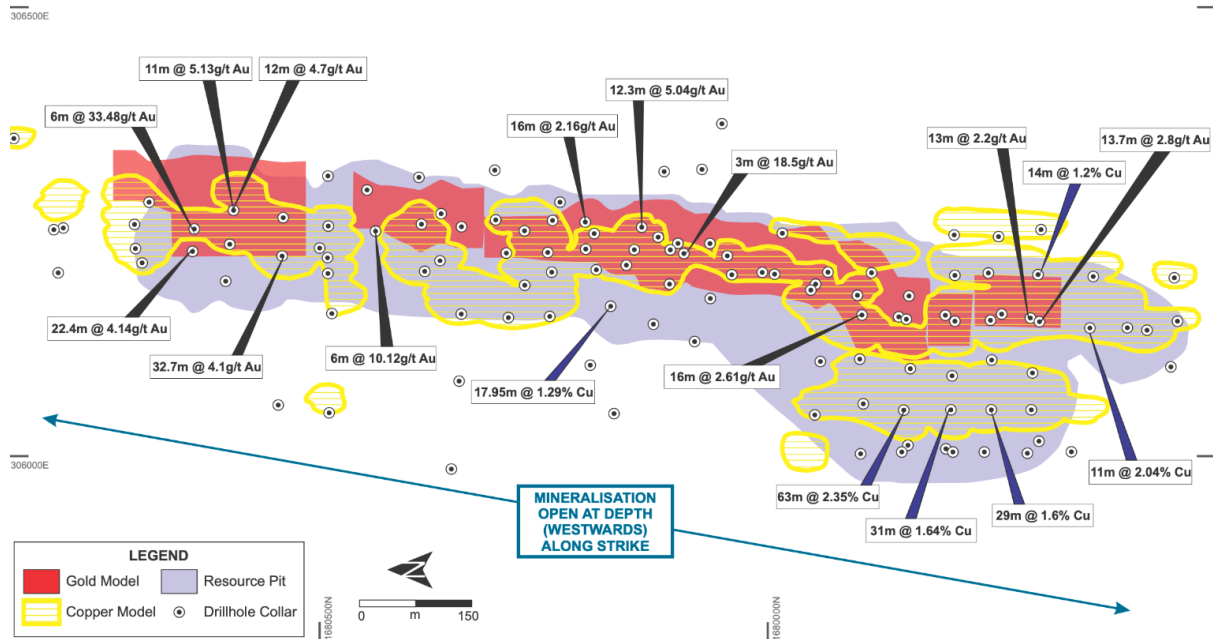 306500E
11m @ 5.13g/t Au
12m @ 4.7g/t Au
6m @ 33.48g/t Au
12.3m @ 5.04g/t Au
16m @ 2.16g/t Au
3m @ 18.5g/t Au
13m @ 2.2g/t Au
13.7m @ 2.8g/t Au
14m @ 1.2% Cu
22.4m @ 4.14g/t Au
32.7m @ 4.1g/t Au
6m @ 10.12g/t Au
17.95m @ 1.29% Cu
16m @ 2.61g/t Au
306000E
11m @ 2.04% Cu
63m @ 2.35% Cu
31m @ 1.64% Cu
29m @ 1.6% Cu
MINERALISATION
OPEN AT DEPTH
(WESTWARDS)
ALONG STRIKE
LEGEND
Gold Model
Resource Pit
Copper Model
Drillhole Collar
0 m 150
1680500N
1680000N